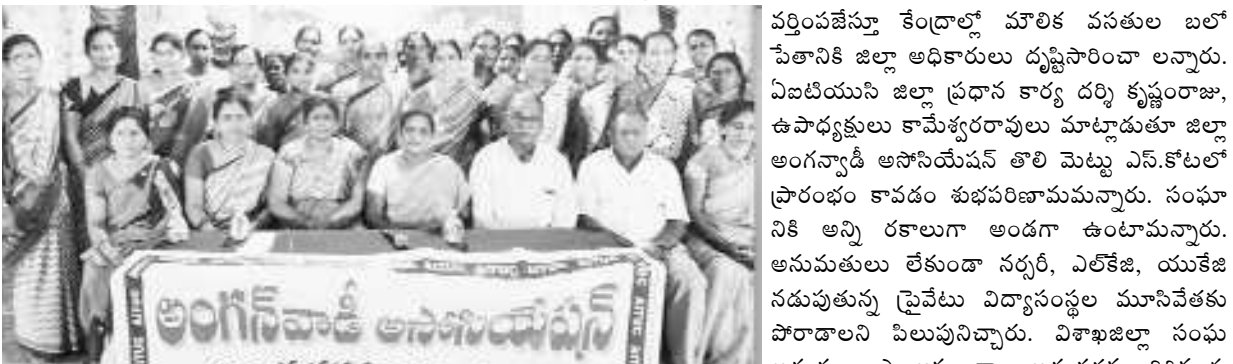 వర్తింపజేస్తూ కేంద్రాల్లో మౌలిక వసతుల బలో
పేతానికి జిల్లా అధికారులు దృష్టిసారించా లన్నారు.
ఏఐటియుసి జిల్లా ప్రధాన కార్య దర్శి కృష్ణంరాజు,
ఉపాధ్యక్షులు కామేశ్వరరావులు మాట్లాడుతూ జిల్లా
అంగన్వాడీ అసోసియేషన్ తొలి మెట్టు ఎస్.కోటలో
ప్రారంభం కావడం శుభపరిణామమన్నారు. సంఘా
నికి అన్ని రకాలుగా అండగా ఉంటామన్నారు.
అనుమతులు లేకుండా నర్సరీ, ఎల్‌కేజి, యుకేజి
నడుపుతున్న ప్రైవేటు విద్యాసంస్థల మూసివేతకు
పోరాడాలని పిలుపునిచ్చారు. విశాఖజిల్లా సంఘ
అంగన్‌వాడీ అసోసియేషన్